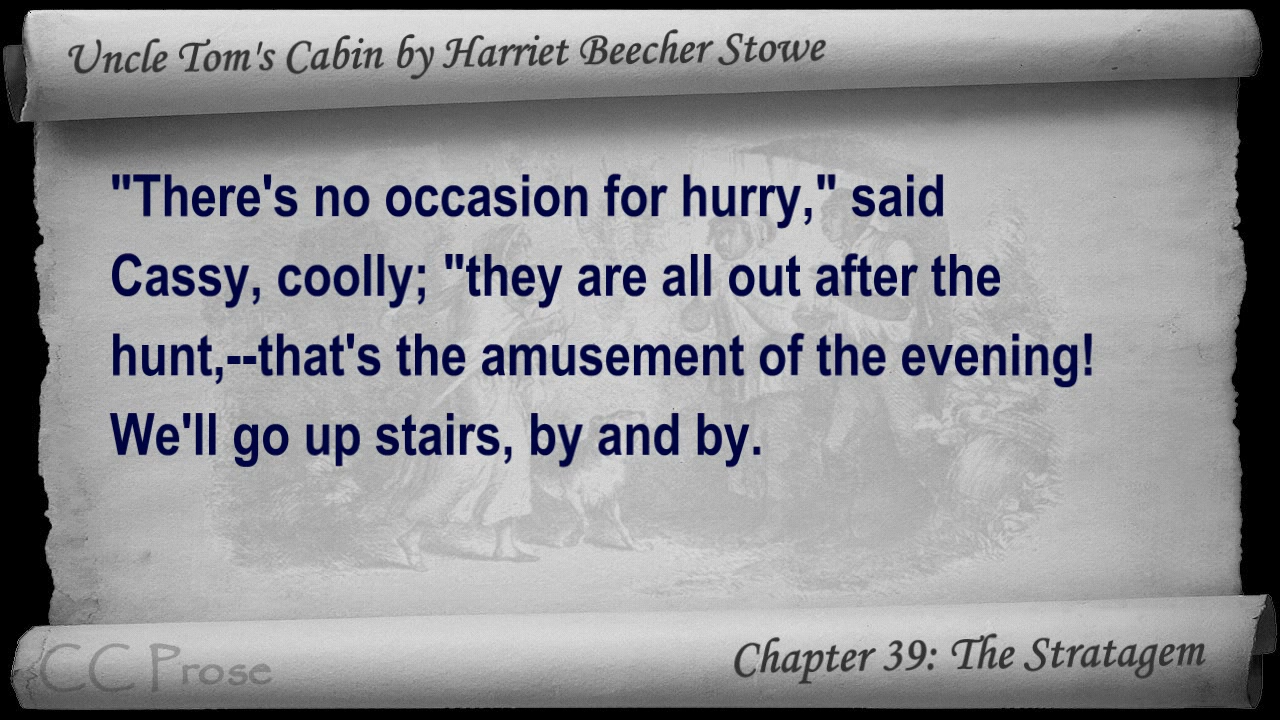 Uncle Tom's Cabin by Harriet Beecher Stowe
"There's no occasion for hurry," said
Cassy, coolly; "they are all out after the
hunt,--that's the amusement of the evening!
We'll go up stairs, by and by.
CC Prose
Chapter 39: The Stratagem